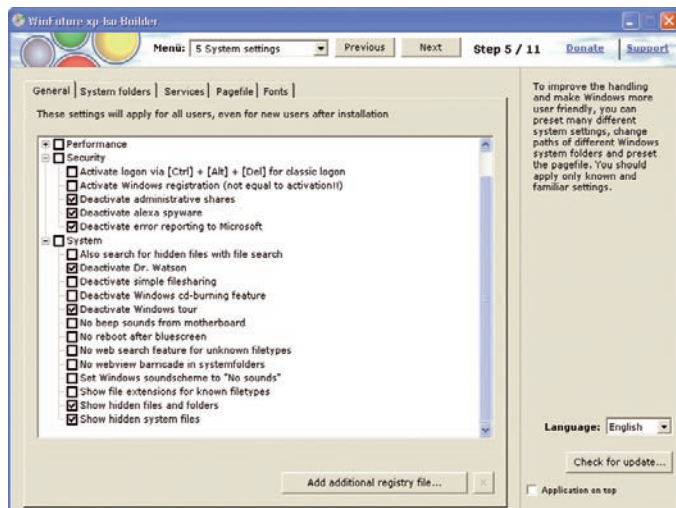 WinFuture xp-Iso-Builder
Menü: 5 System settings Previous Next Step 5 / 11 Donate Support
General System folders Services Pagefile Fonts
These settings will apply for all users, even for new users after installation
Performance
Security
Activate logon via [Ctrl] + [Alt] + [Del] for classic logon
Activate Windows registration (not equal to activation!!)
Deactivate administrative shares
Deactivate alexa spyware
Deactivate error reporting to Microsoft
System
Also search for hidden files with file search
Deactivate Dr. Watson
Deactivate simple filesharing
Deactivate Windows cd-burning feature
Deactivate Windows tour
No beep sounds from motherboard
No reboot after bluescreen
No web search feature for unknown filetypes
No webview barricade in systemfolders
Set Windows soundscheme to "No sounds"
Show file extensions for known filetypes
Show hidden files and folders
Show hidden system files
Add additional registry file... x
To improve the handling
and make Windows more
user friendly, you can
preset many different
system settings, change
paths of different Windows
system folders and preset
the pagefile. You should
apply only known and
familiar settings.
Language: English
Check for update...
Application on top